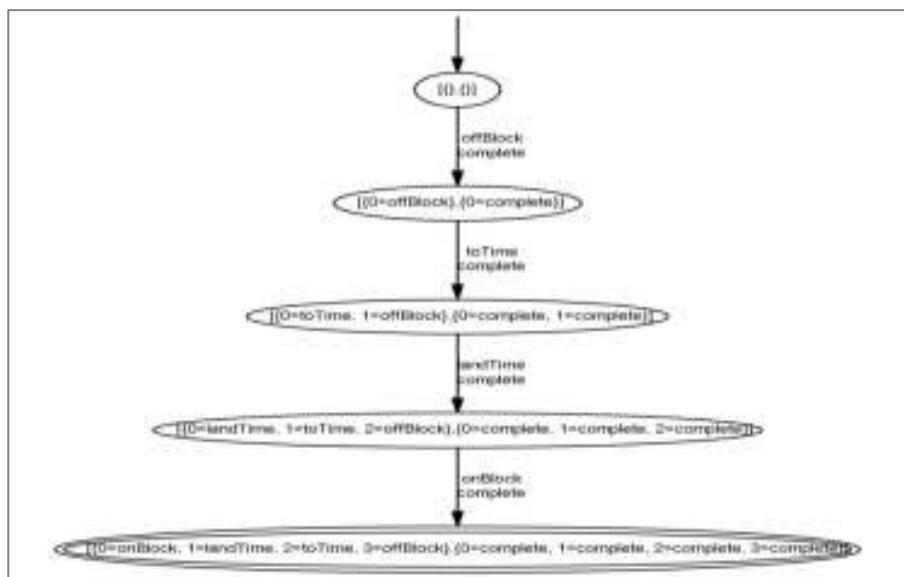 [{},{}]
offBlock
complete
[{0=offBlock},{0=complete}]
toTime
complete
[{0=toTime, 1=offBlock},{0=complete, 1=complete}]
landTime
complete
[{0=landTime, 1=toTime, 2=offBlock},{0=complete, 1=complete, 2=complete}]
onBlock
complete
[{0=onBlock, 1=landTime, 2=toTime, 3=offBlock},{0=complete, 1=complete, 2=complete, 3=complete}]